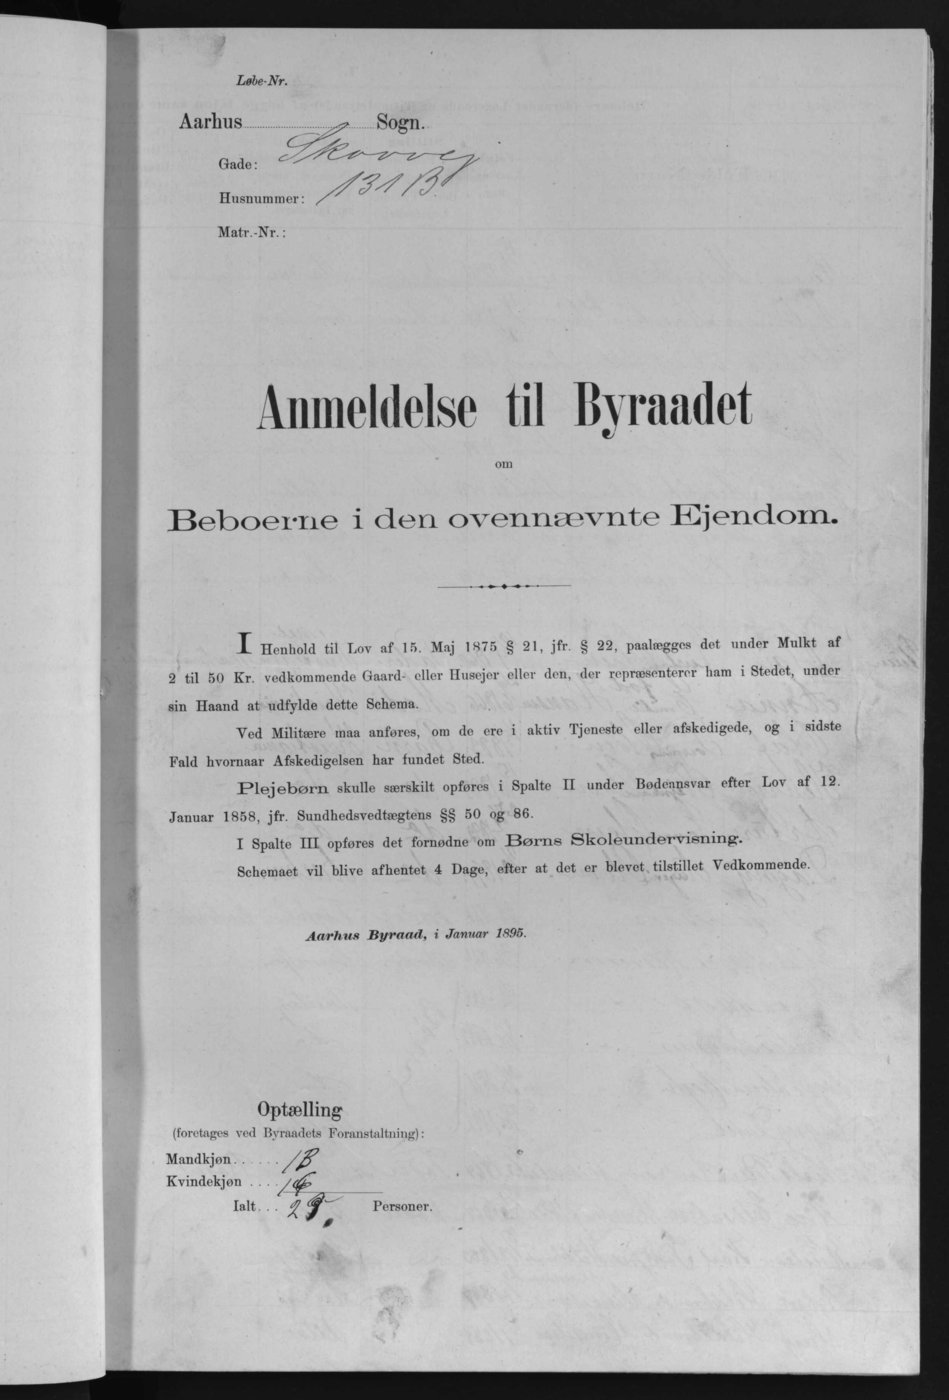 Løbe-Nr.
Aarhus Sogn.
Gade: Skovvej
Husnummer: 131 B.
Matr.-Nr.:
Anmeldelse til Byraadet
om
Beboerne i den ovennævnte Ejendom.
I Henhold til Lov af 15. Maj 1875 § 21, jfr. § 22, paalægges det under Mulkt af
2 til 50 Kr. vedkommende Gaard- eller Husejer eller den, der repræsenterer ham i Stedet, under
sin Haand at udfylde dette Schema.
Ved Militære maa anføres, om de ere i aktiv Tjeneste eller afskedigede, og i sidste
Fald hvornaar Afskedigelsen har fundet Sted.
Plejebørn skulle særskilt opføres i Spalte II under Bødeansvar efter Lov af 12.
Januar 1858, jfr. Sundhedsvedtægtens §§ 50 og 86.
I Spalte III opføres det fornødne om Børns Skoleundervisning.
Schemaet vil blive afhentet 4 Dage, efter at det er blevet tilstillet Vedkommende.
Aarhus Byraad, i Januar 1895.
Optælling
(foretages ved Byraadets Foranstaltning):
Mandkjøn
Kvindekjøn
Ialt Personer.